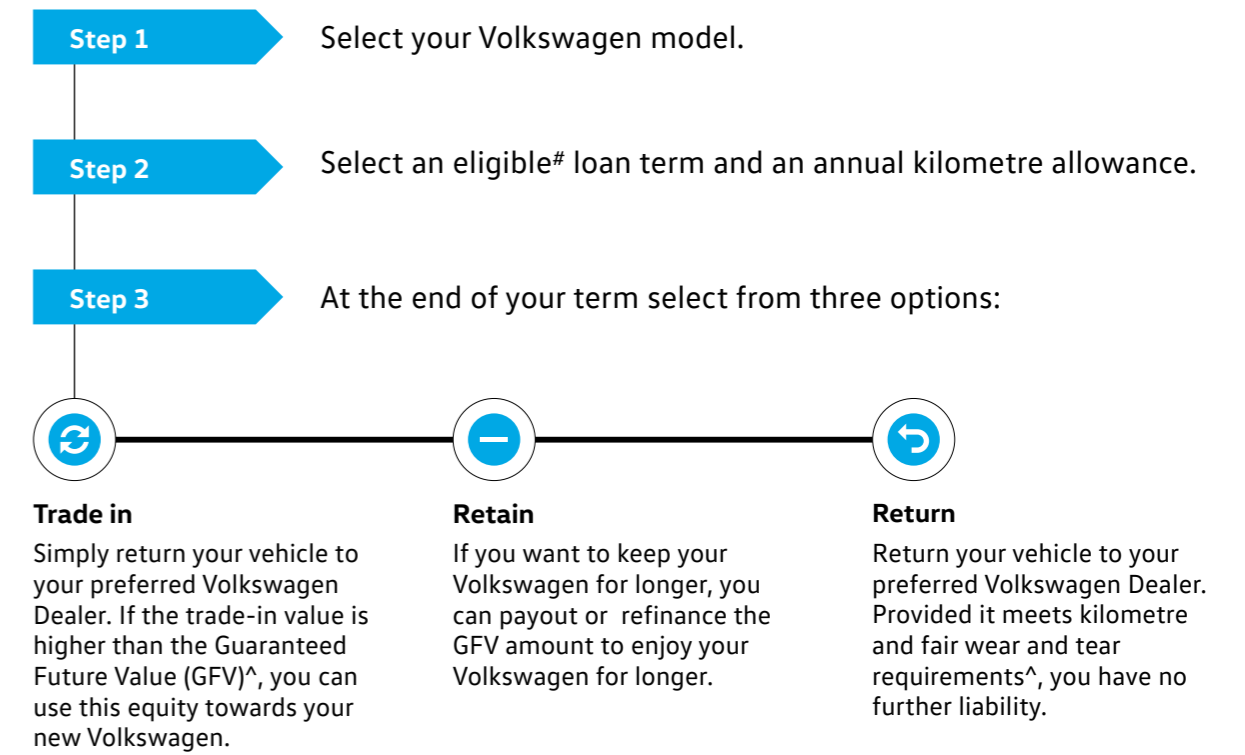 Step 1
Select your Volkswagen model.
Step 2
Select an eligible# loan term and an annual kilometre allowance.
Step 3
At the end of your term select from three options:
Trade in
Simply return your vehicle to
your preferred Volkswagen
Dealer. If the trade-in value is
higher than the Guaranteed
Future Value (GFV)^, you can
use this equity towards your
new Volkswagen.
Retain
If you want to keep your
Volkswagen for longer, you
can payout or refinance the
GFV amount to enjoy your
Volkswagen for longer.
Return
Return your vehicle to your
preferred Volkswagen Dealer.
Provided it meets kilometre
and fair wear and tear
requirements^, you have no
further liability.